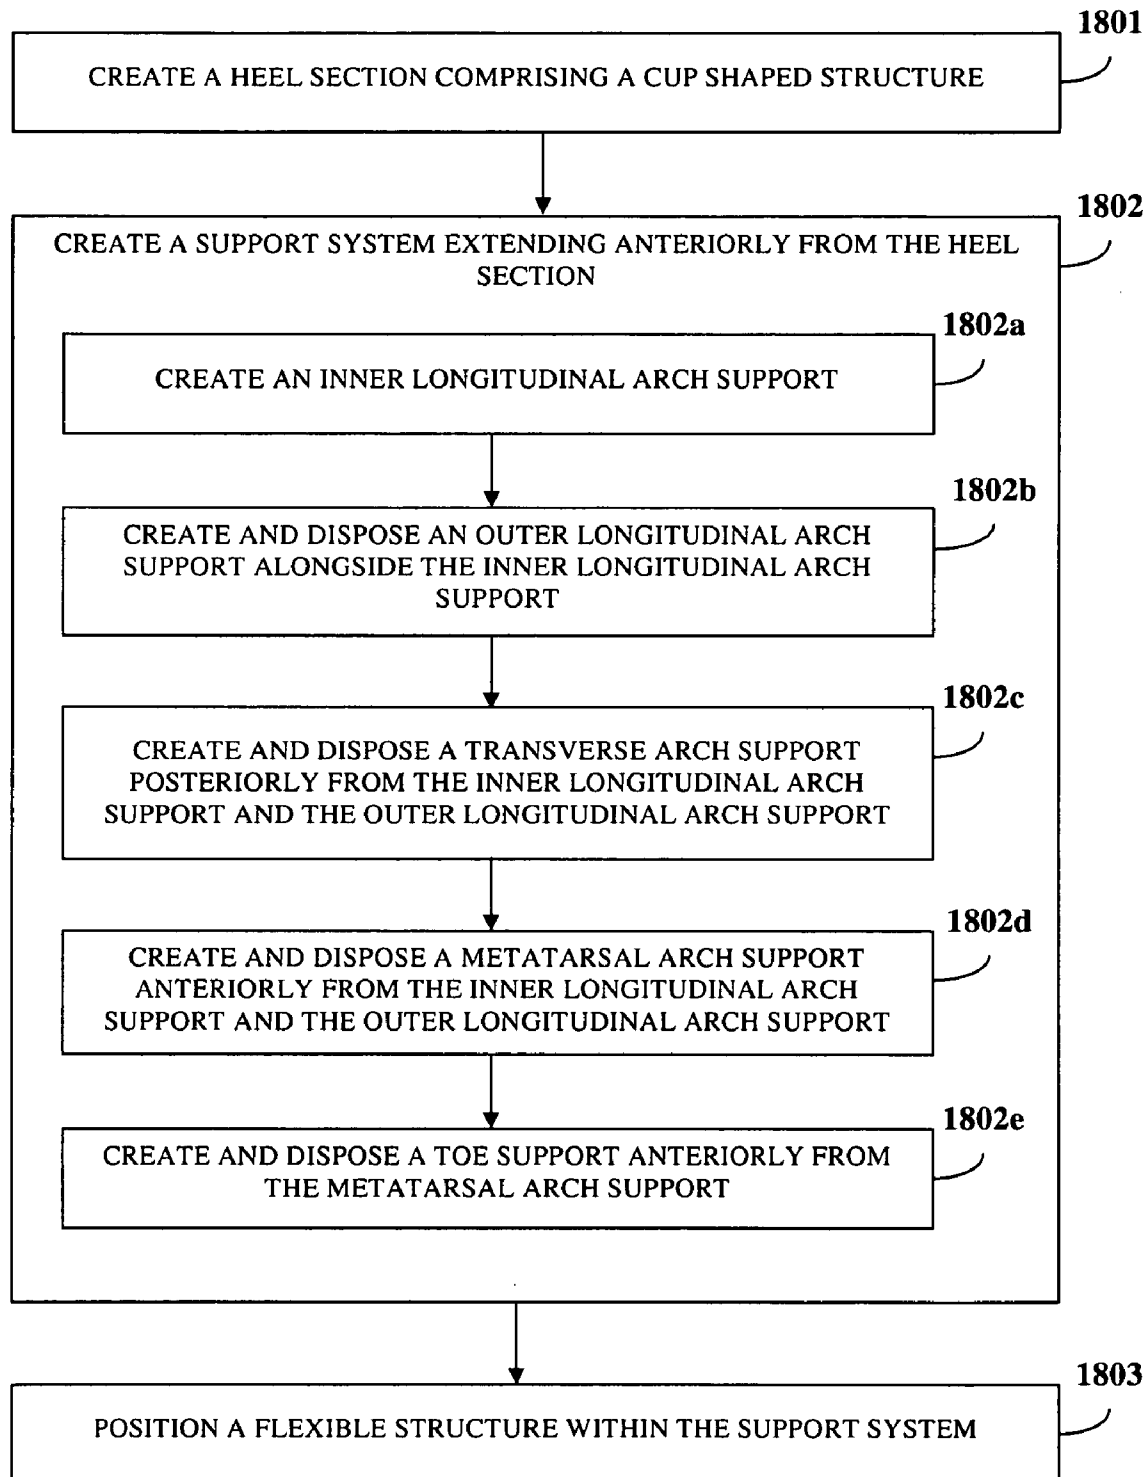 1801
CREATE A HEEL SECTION COMPRISING A CUP SHAPED STRUCTURE
1802
CREATE A SUPPORT SYSTEM EXTENDING ANTERIORLY FROM THE HEEL
SECTION
1802a
CREATE AN INNER LONGITUDINAL ARCH SUPPORT
1802b
CREATE AND DISPOSE AN OUTER LONGITUDINAL ARCH
SUPPORT ALONGSIDE THE INNER LONGITUDINAL ARCH
SUPPORT
1802c
CREATE AND DISPOSE A TRANSVERSE ARCH SUPPORT
POSTERIORLY FROM THE INNER LONGITUDINAL ARCH
SUPPORT AND THE OUTER LONGITUDINAL ARCH SUPPORT
1802d
CREATE AND DISPOSE A METATARSAL ARCH SUPPORT
ANTERIORLY FROM THE INNER LONGITUDINAL ARCH
SUPPORT AND THE OUTER LONGITUDINAL ARCH SUPPORT
1802e
CREATE AND DISPOSE A TOE SUPPORT ANTERIORLY FROM
THE METATARSAL ARCH SUPPORT
1803
POSITION A FLEXIBLE STRUCTURE WITHIN THE SUPPORT SYSTEM